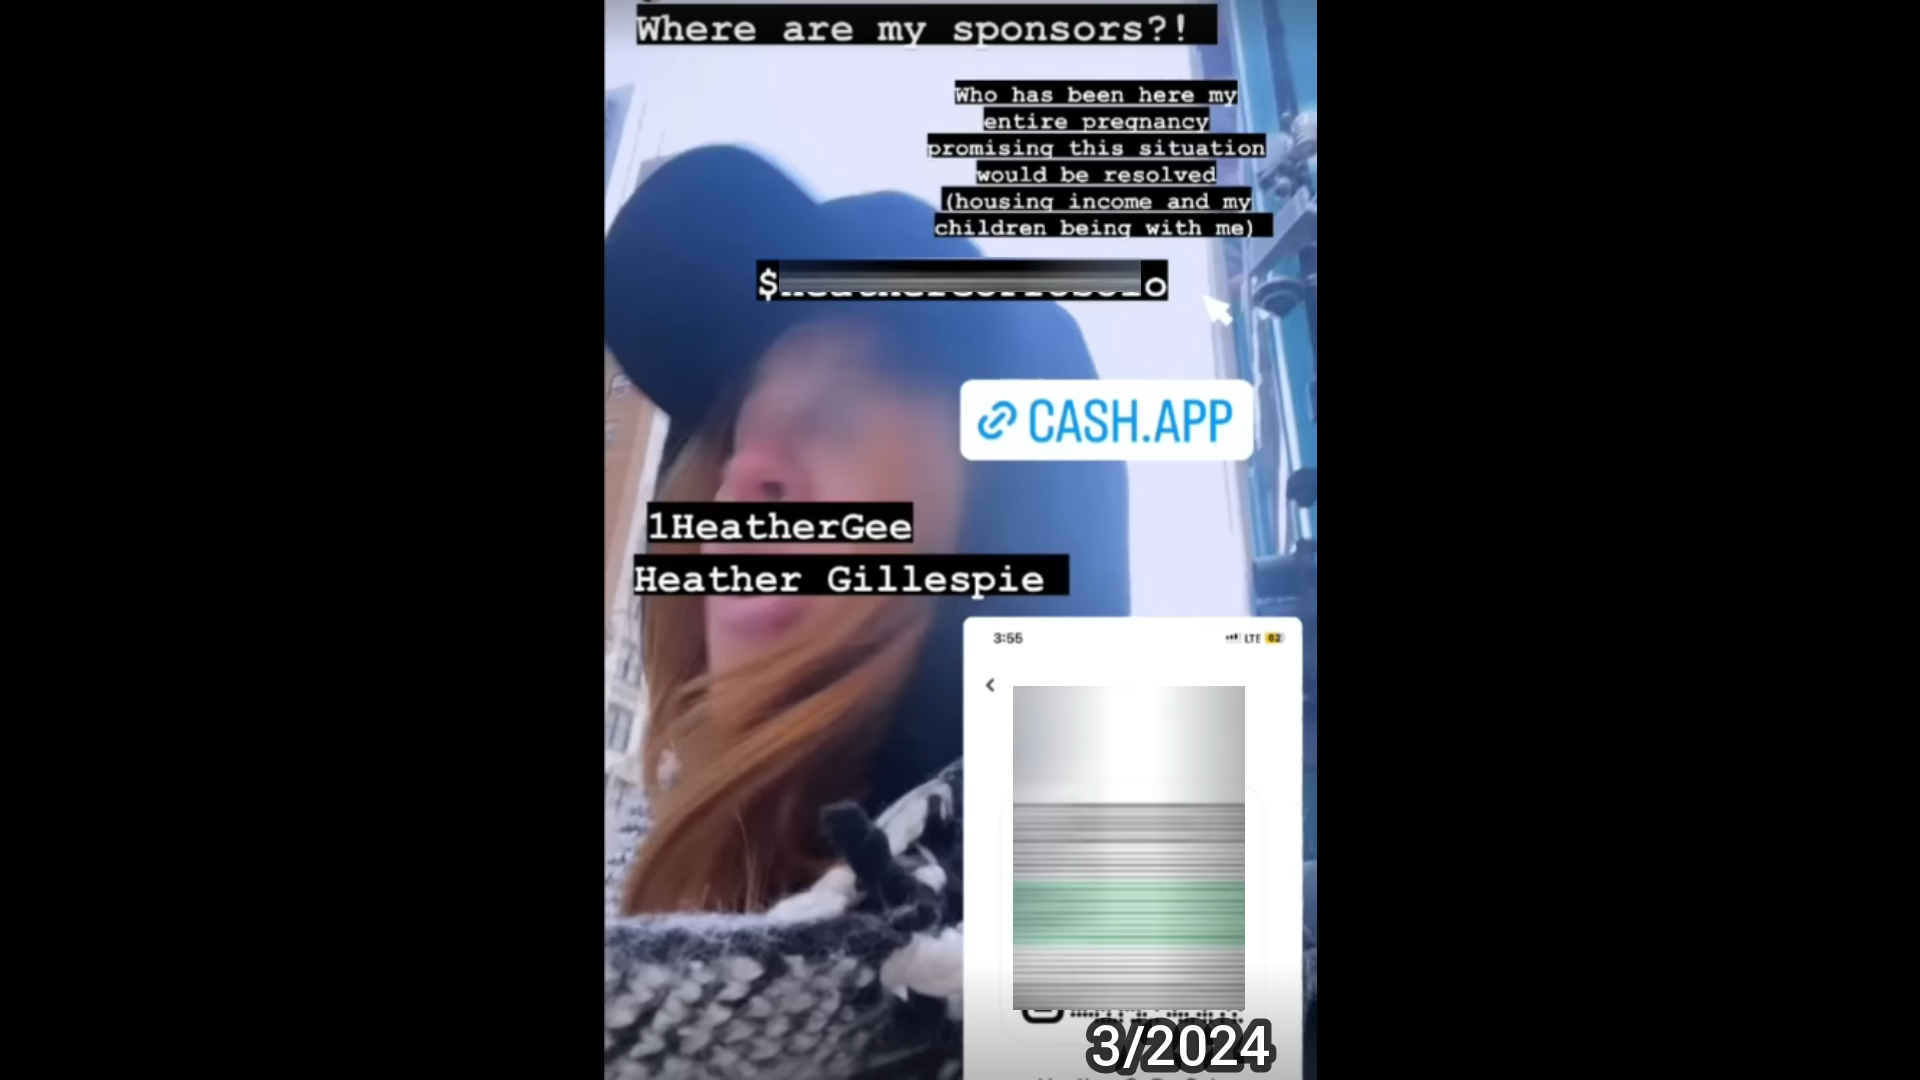 Where are my sponsors?!
Who has been here my
entire pregnancy
promising this situation
would be resolved
(housing income and my
children being with me)
CASH.APP
1HeatherGee
Heather Gillespie
3:55
LTE 62
3/2024